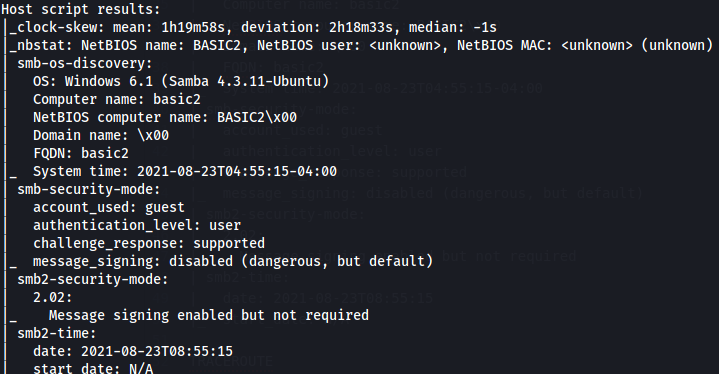 Host script results:
|_clock-skew: mean: 1h19m58s, deviation: 2h18m33s, median: -1s
|_nbstat: NetBIOS name: BASIC2, NetBIOS user: <unknown>, NetBIOS MAC: <unknown> (unknown)
| smb-os-discovery:
|   OS: Windows 6.1 (Samba 4.3.11-Ubuntu)
|   Computer name: basic2
|   NetBIOS computer name: BASIC2\x00
|   Domain name: \x00
|   FQDN: basic2
|_  System time: 2021-08-23T04:55:15-04:00
| smb-security-mode:
|   account_used: guest
|   authentication_level: user
|   challenge_response: supported
|_  message_signing: disabled (dangerous, but default)
| smb2-security-mode:
|   2.02:
|_    Message signing enabled but not required
| smb2-time:
|   date: 2021-08-23T08:55:15
|   start_date: N/A